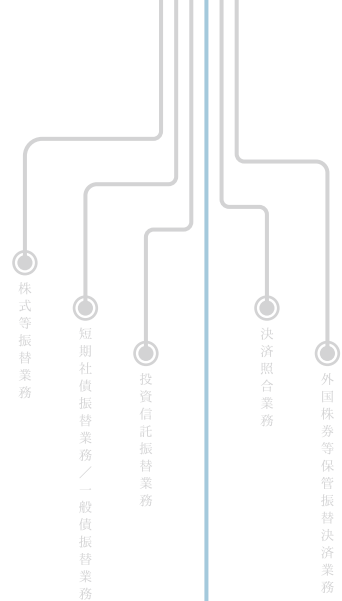 株式等振替業務
短期社債振替業務／一般債振替業務
投資信託振替業務
決済照合業務
外国株券等保管振替決済業務